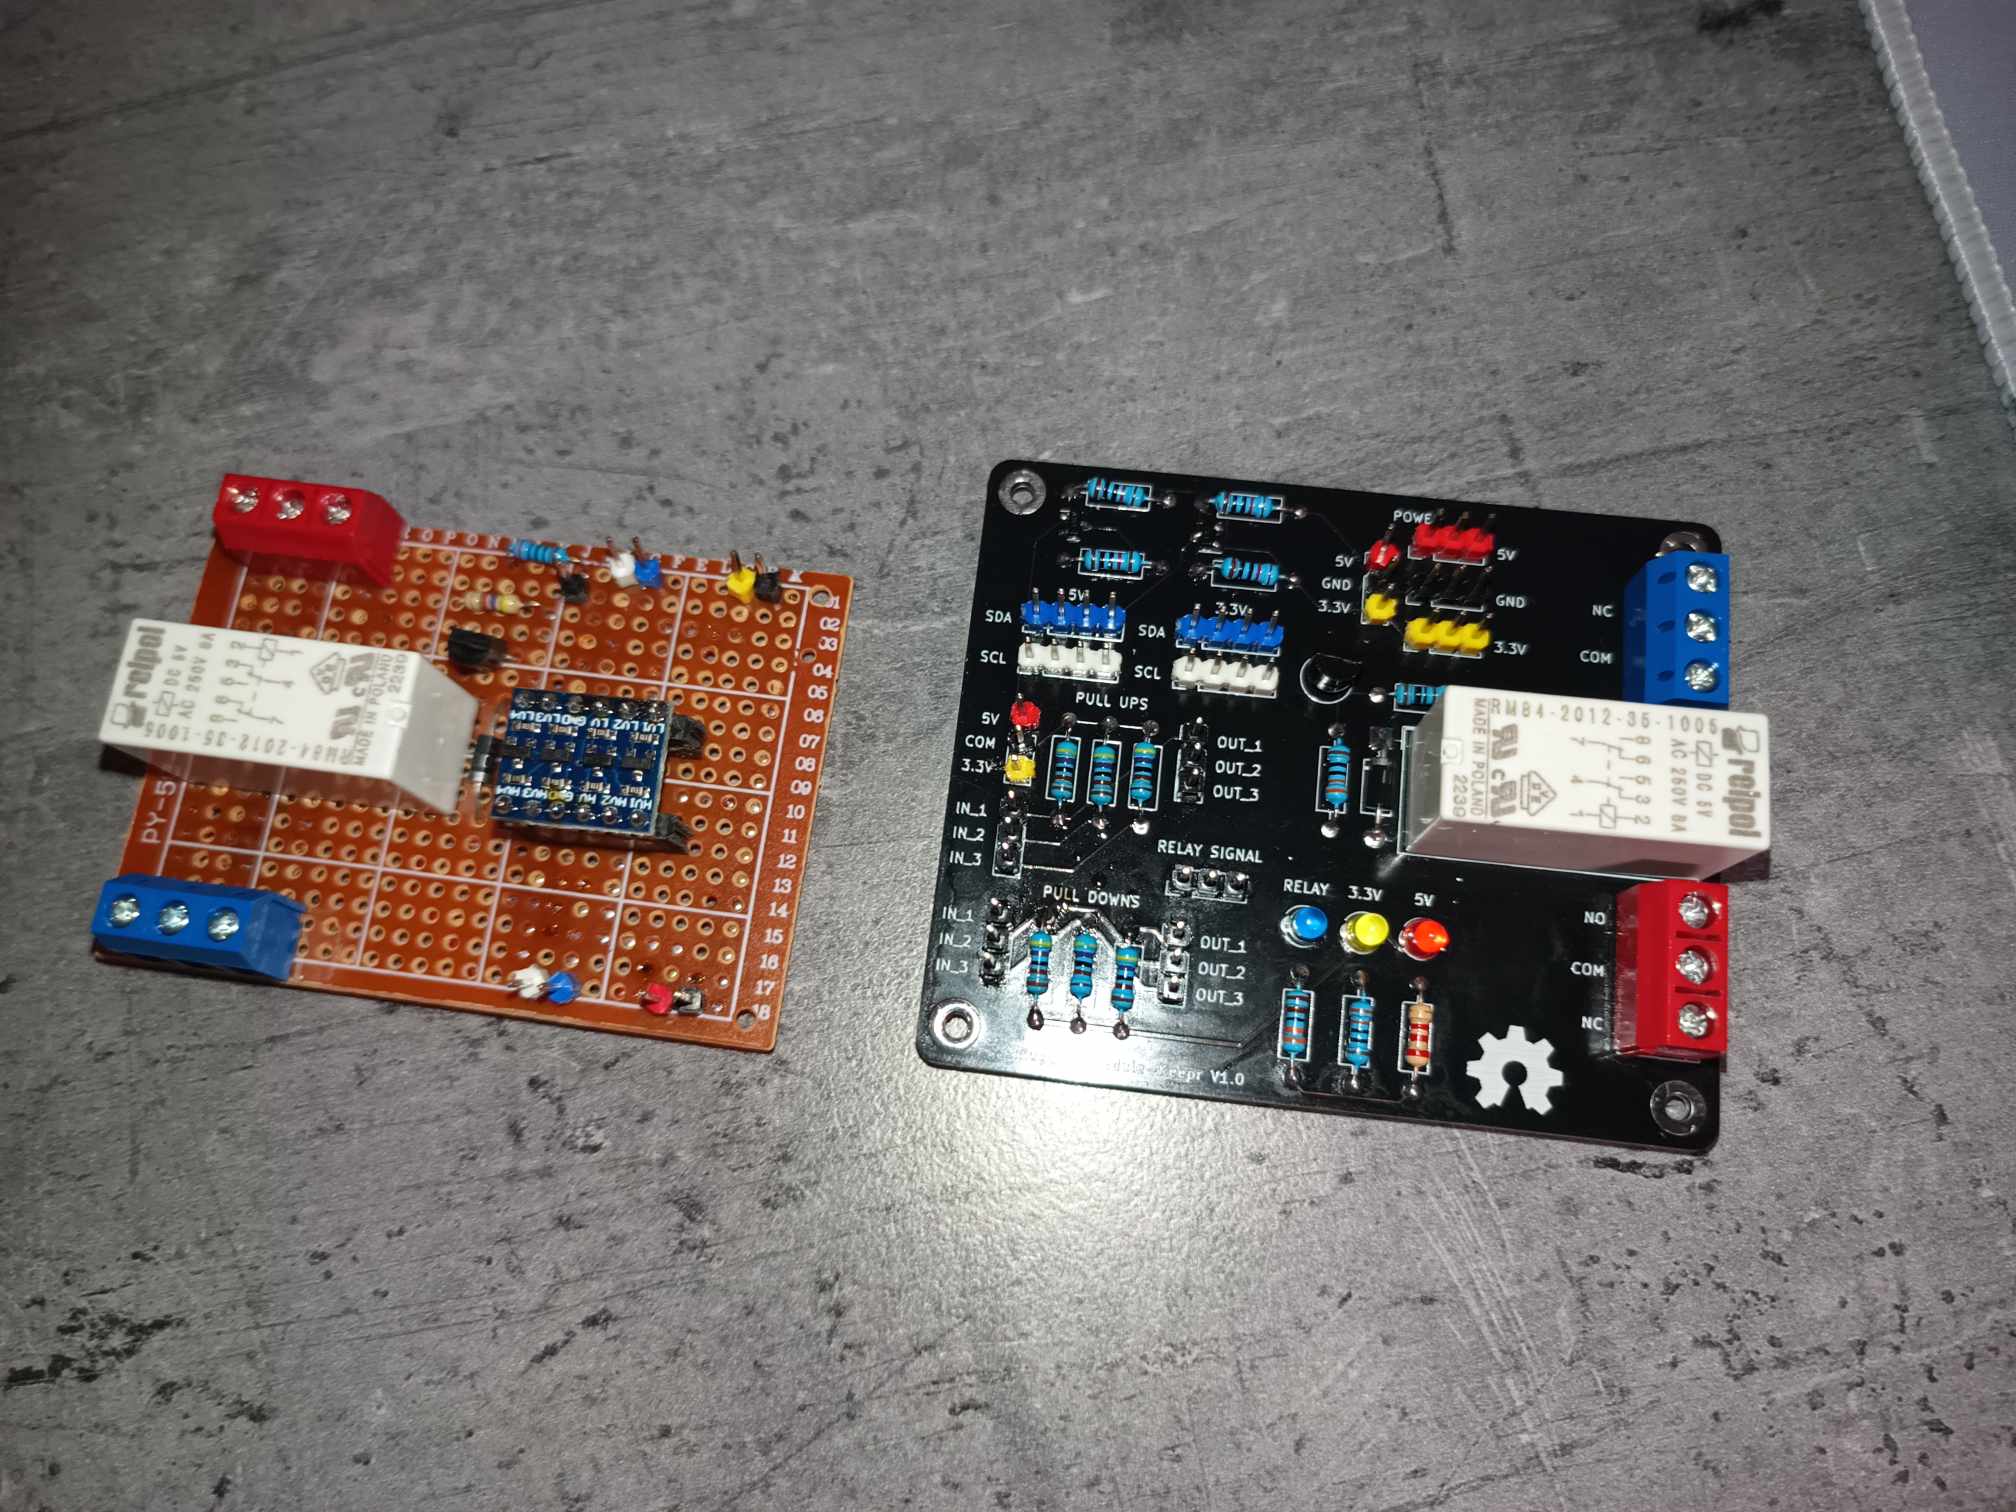 R O P O N
J
F E
A
01
02
03
04
05
06
07
08
09
10
11
12
13
14
15
16
17
18
PY-5
relpol
DC 5V
AC 250V 8A
RM84-2012-35-1005
MADE IN POLAND
2239
LV1 LV2 LV GND LV3 LV4
HV1 HV2 HV GND HV3 HV4
POWE
5V
5V
GND
GND
3.3V
3.3V
5V
SDA
SCL
3.3V
SDA
SCL
PULL UPS
5V
COM
3.3V
OUT_1
OUT_2
OUT_3
IN_1
IN_2
IN_3
RELAY SIGNAL
PULL DOWNS
IN_1
IN_2
IN_3
OUT_1
OUT_2
OUT_3
RELAY
3.3V
5V
NC
COM
RM84-2012-35-1005
DC 5V
AC 250V 8A
relpol
MADE IN POLAND
2239
NO
COM
NC
V1.0